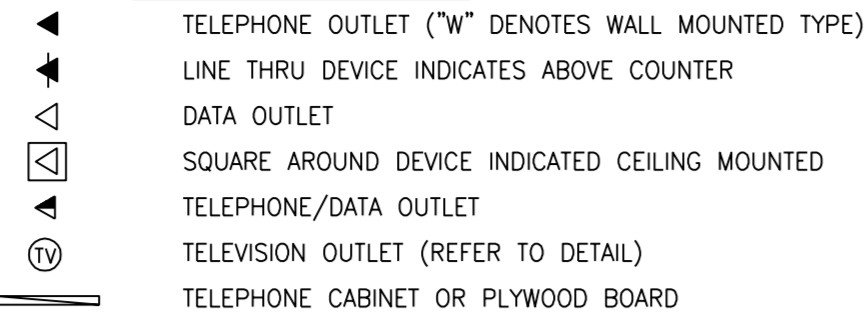 TELEPHONE OUTLET ("W" DENOTES WALL MOUNTED TYPE)
LINE THRU DEVICE INDICATES ABOVE COUNTER
DATA OUTLET
SQUARE AROUND DEVICE INDICATED CEILING MOUNTED
TELEPHONE/DATA OUTLET
TV TELEVISION OUTLET (REFER TO DETAIL)
TELEPHONE CABINET OR PLYWOOD BOARD